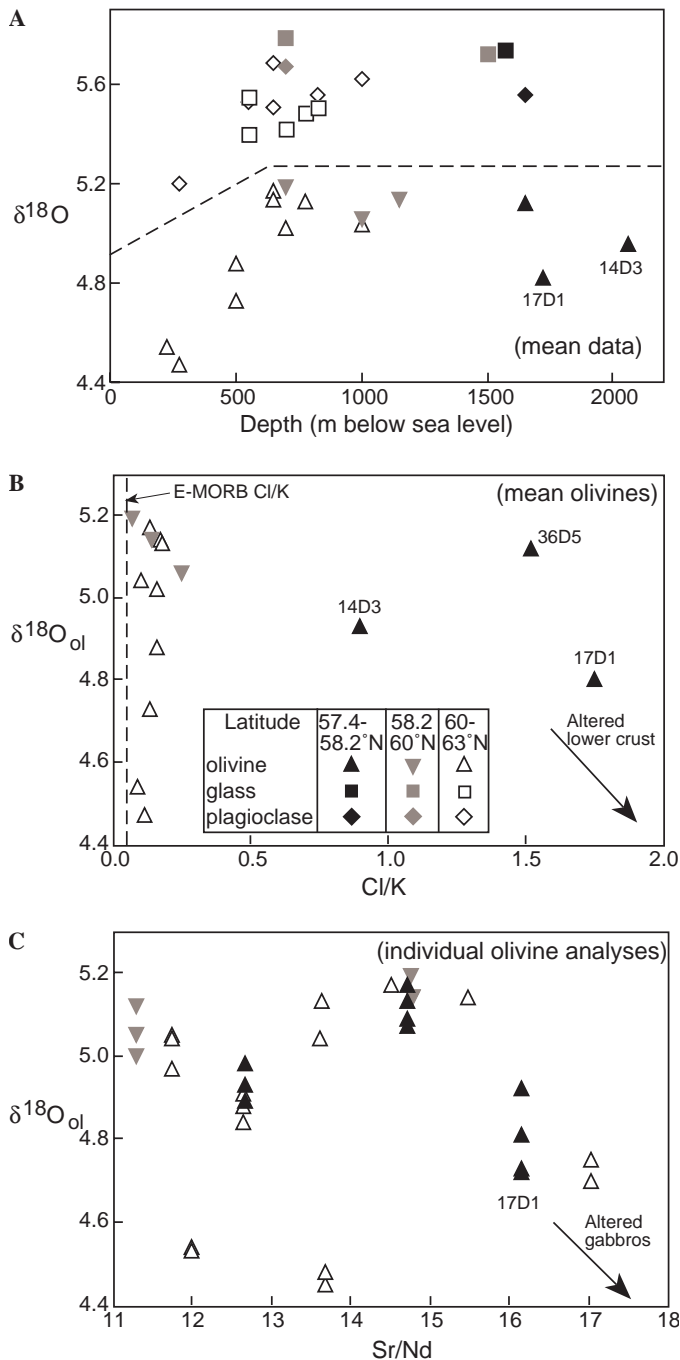 A
5.6
5.2
δ18O
4.8
14D3
17D1
(mean data)
4.4
0 500 1000 1500 2000
Depth (m below sea level)
B
E-MORB Cl/K
(mean olivines)
5.2
36D5
5.0
14D3
δ18Ool
4.8
17D1
Latitude 57.4- 58.2 60-
58.2°N 60°N 63°N
Altered
lower crust
olivine
4.6
glass
plagioclase
4.4
0.0 0.5 1.0 1.5 2.0
Cl/K
C
(individual olivine analyses)
5.2
5.0
δ18Ool
4.8
17D1
Altered
gabbros
4.6
4.4
11 12 13 14 15 16 17 18
Sr/Nd